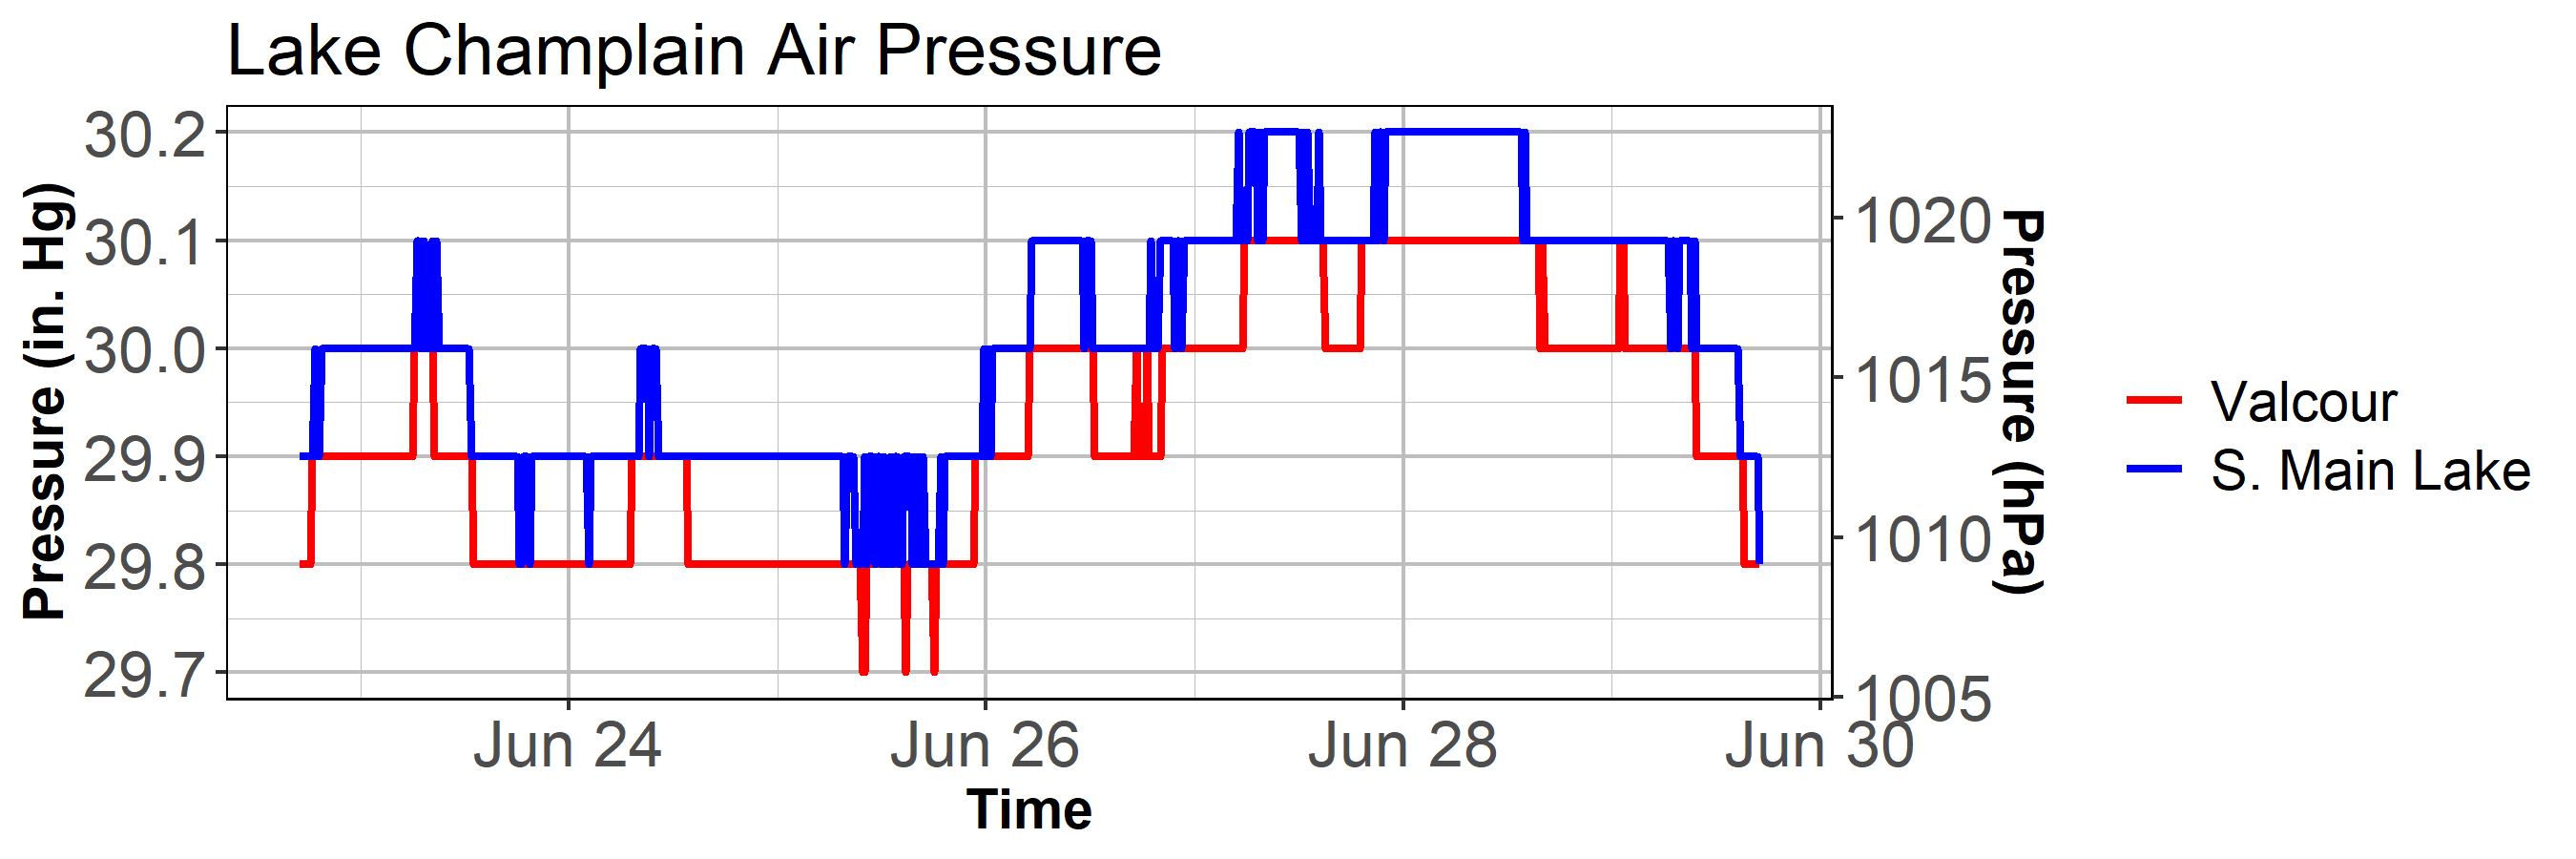 Lake Champlain Air Pressure
Pressure (in. Hg)
30.2
30.1
30.0
29.9
29.8
29.7
1020
1015
1010
1005
Pressure (hPa)
Jun 24
Jun 26
Jun 28
Jun 30
Time
Valcour
S. Main Lake